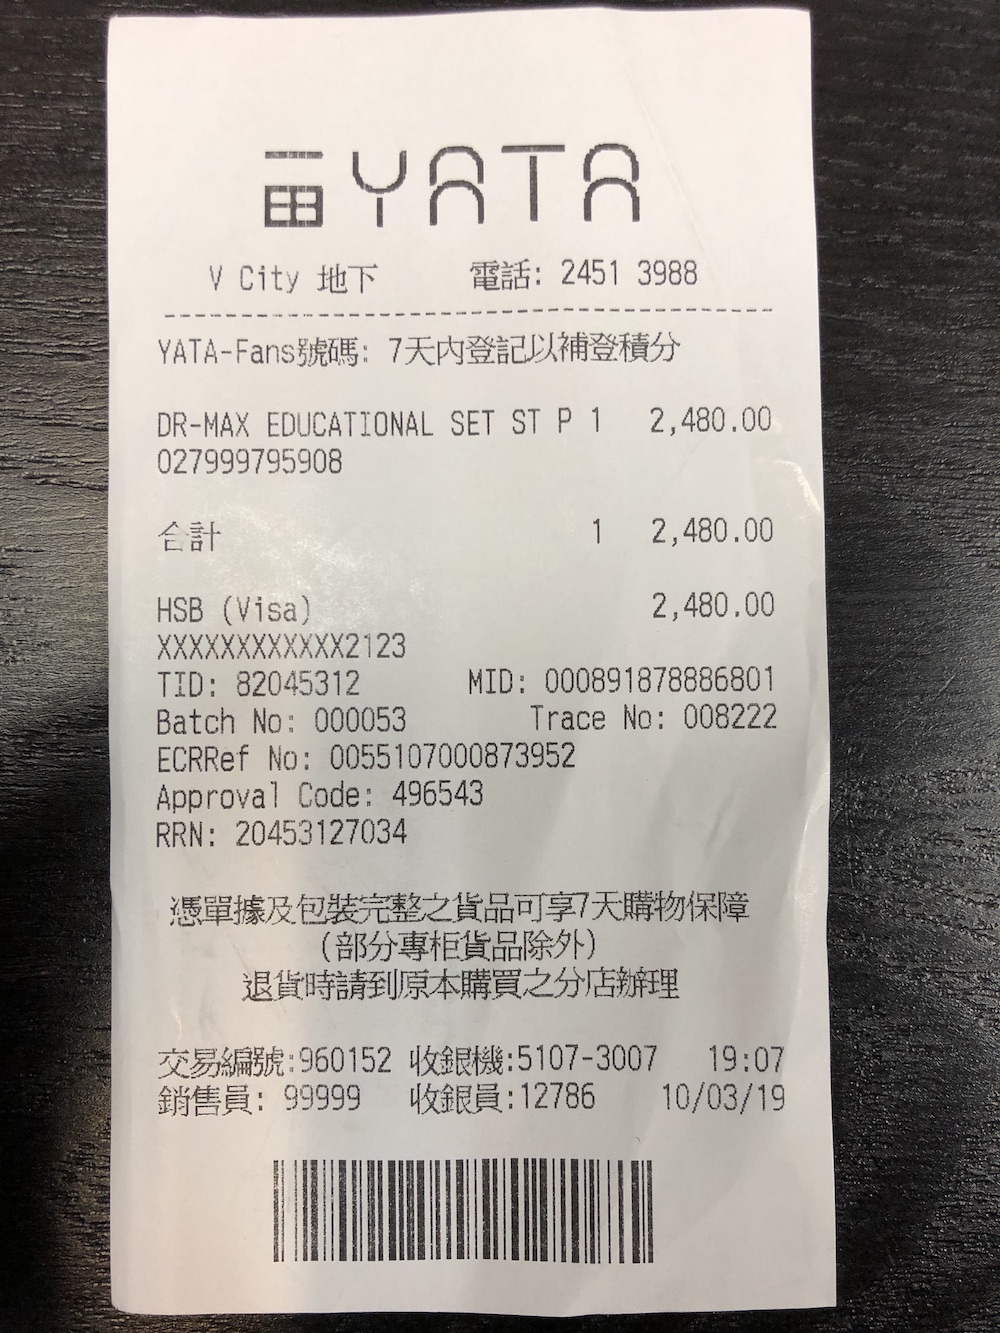 一田YATA
V City 地下 電話: 2451 3988
YATA-Fans號碼: 7天內登記以補登積分
DR-MAX EDUCATIONAL SET ST P 1 2,480.00
027999795908
合計 1 2,480.00
HSB (Visa) 2,480.00
XXXXXXXXXXXX2123
TID: 82045312 MID: 000891878886801
Batch No: 000053 Trace No: 008222
ECRRef No: 0055107000873952
Approval Code: 496543
RRN: 20453127034
憑單據及包裝完整之貨品可享7天購物保障
(部分專柜貨品除外)
退貨時請到原本購買之分店辦理
交易編號:960152 收銀機:5107-3007 19:07
銷售員: 99999 收銀員:12786 10/03/19